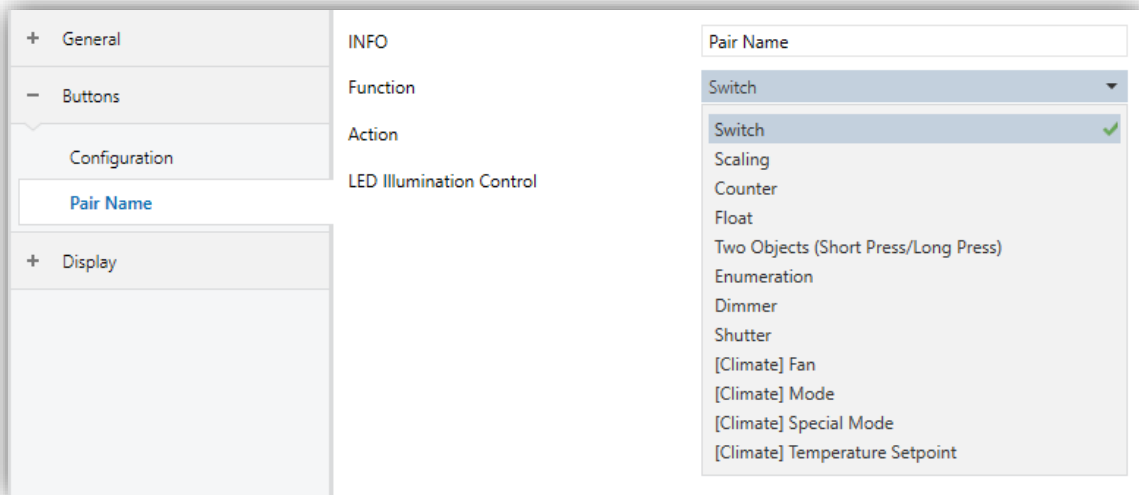 + General
− Buttons
Configuration
Pair Name
+ Display
INFO
Pair Name
Function
Switch
Action
LED Illumination Control
Switch
Scaling
Counter
Float
Two Objects (Short Press/Long Press)
Enumeration
Dimmer
Shutter
[Climate] Fan
[Climate] Mode
[Climate] Special Mode
[Climate] Temperature Setpoint